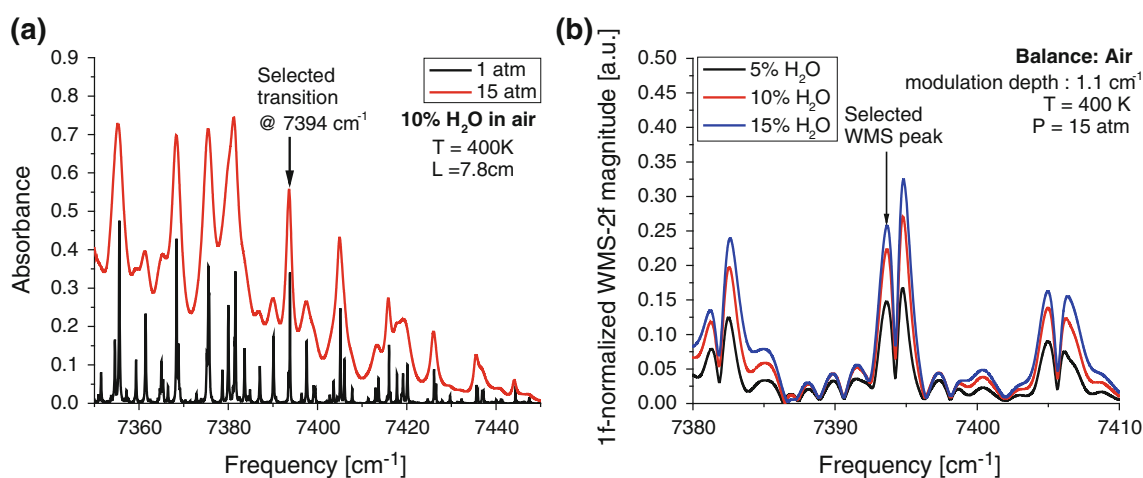 (a)
Absorbance
0.9
0.8
0.7
0.6
0.5
0.4
0.3
0.2
0.1
0.0
Selected
transition
@ 7394 cm⁻¹
1 atm
15 atm
10% H₂O in air
T = 400K
L =7.8cm
7360
7380
7400
7420
7440
Frequency [cm⁻¹]
(b)
1f-normalized WMS-2f magnitude [a.u.]
0.50
0.45
0.40
0.35
0.30
0.25
0.20
0.15
0.10
0.05
0.00
5% H₂O
10% H₂O
15% H₂O
Selected
WMS peak
Balance: Air
modulation depth : 1.1 cm⁻¹
T = 400 K
P = 15 atm
7380
7390
7400
7410
Frequency [cm⁻¹]